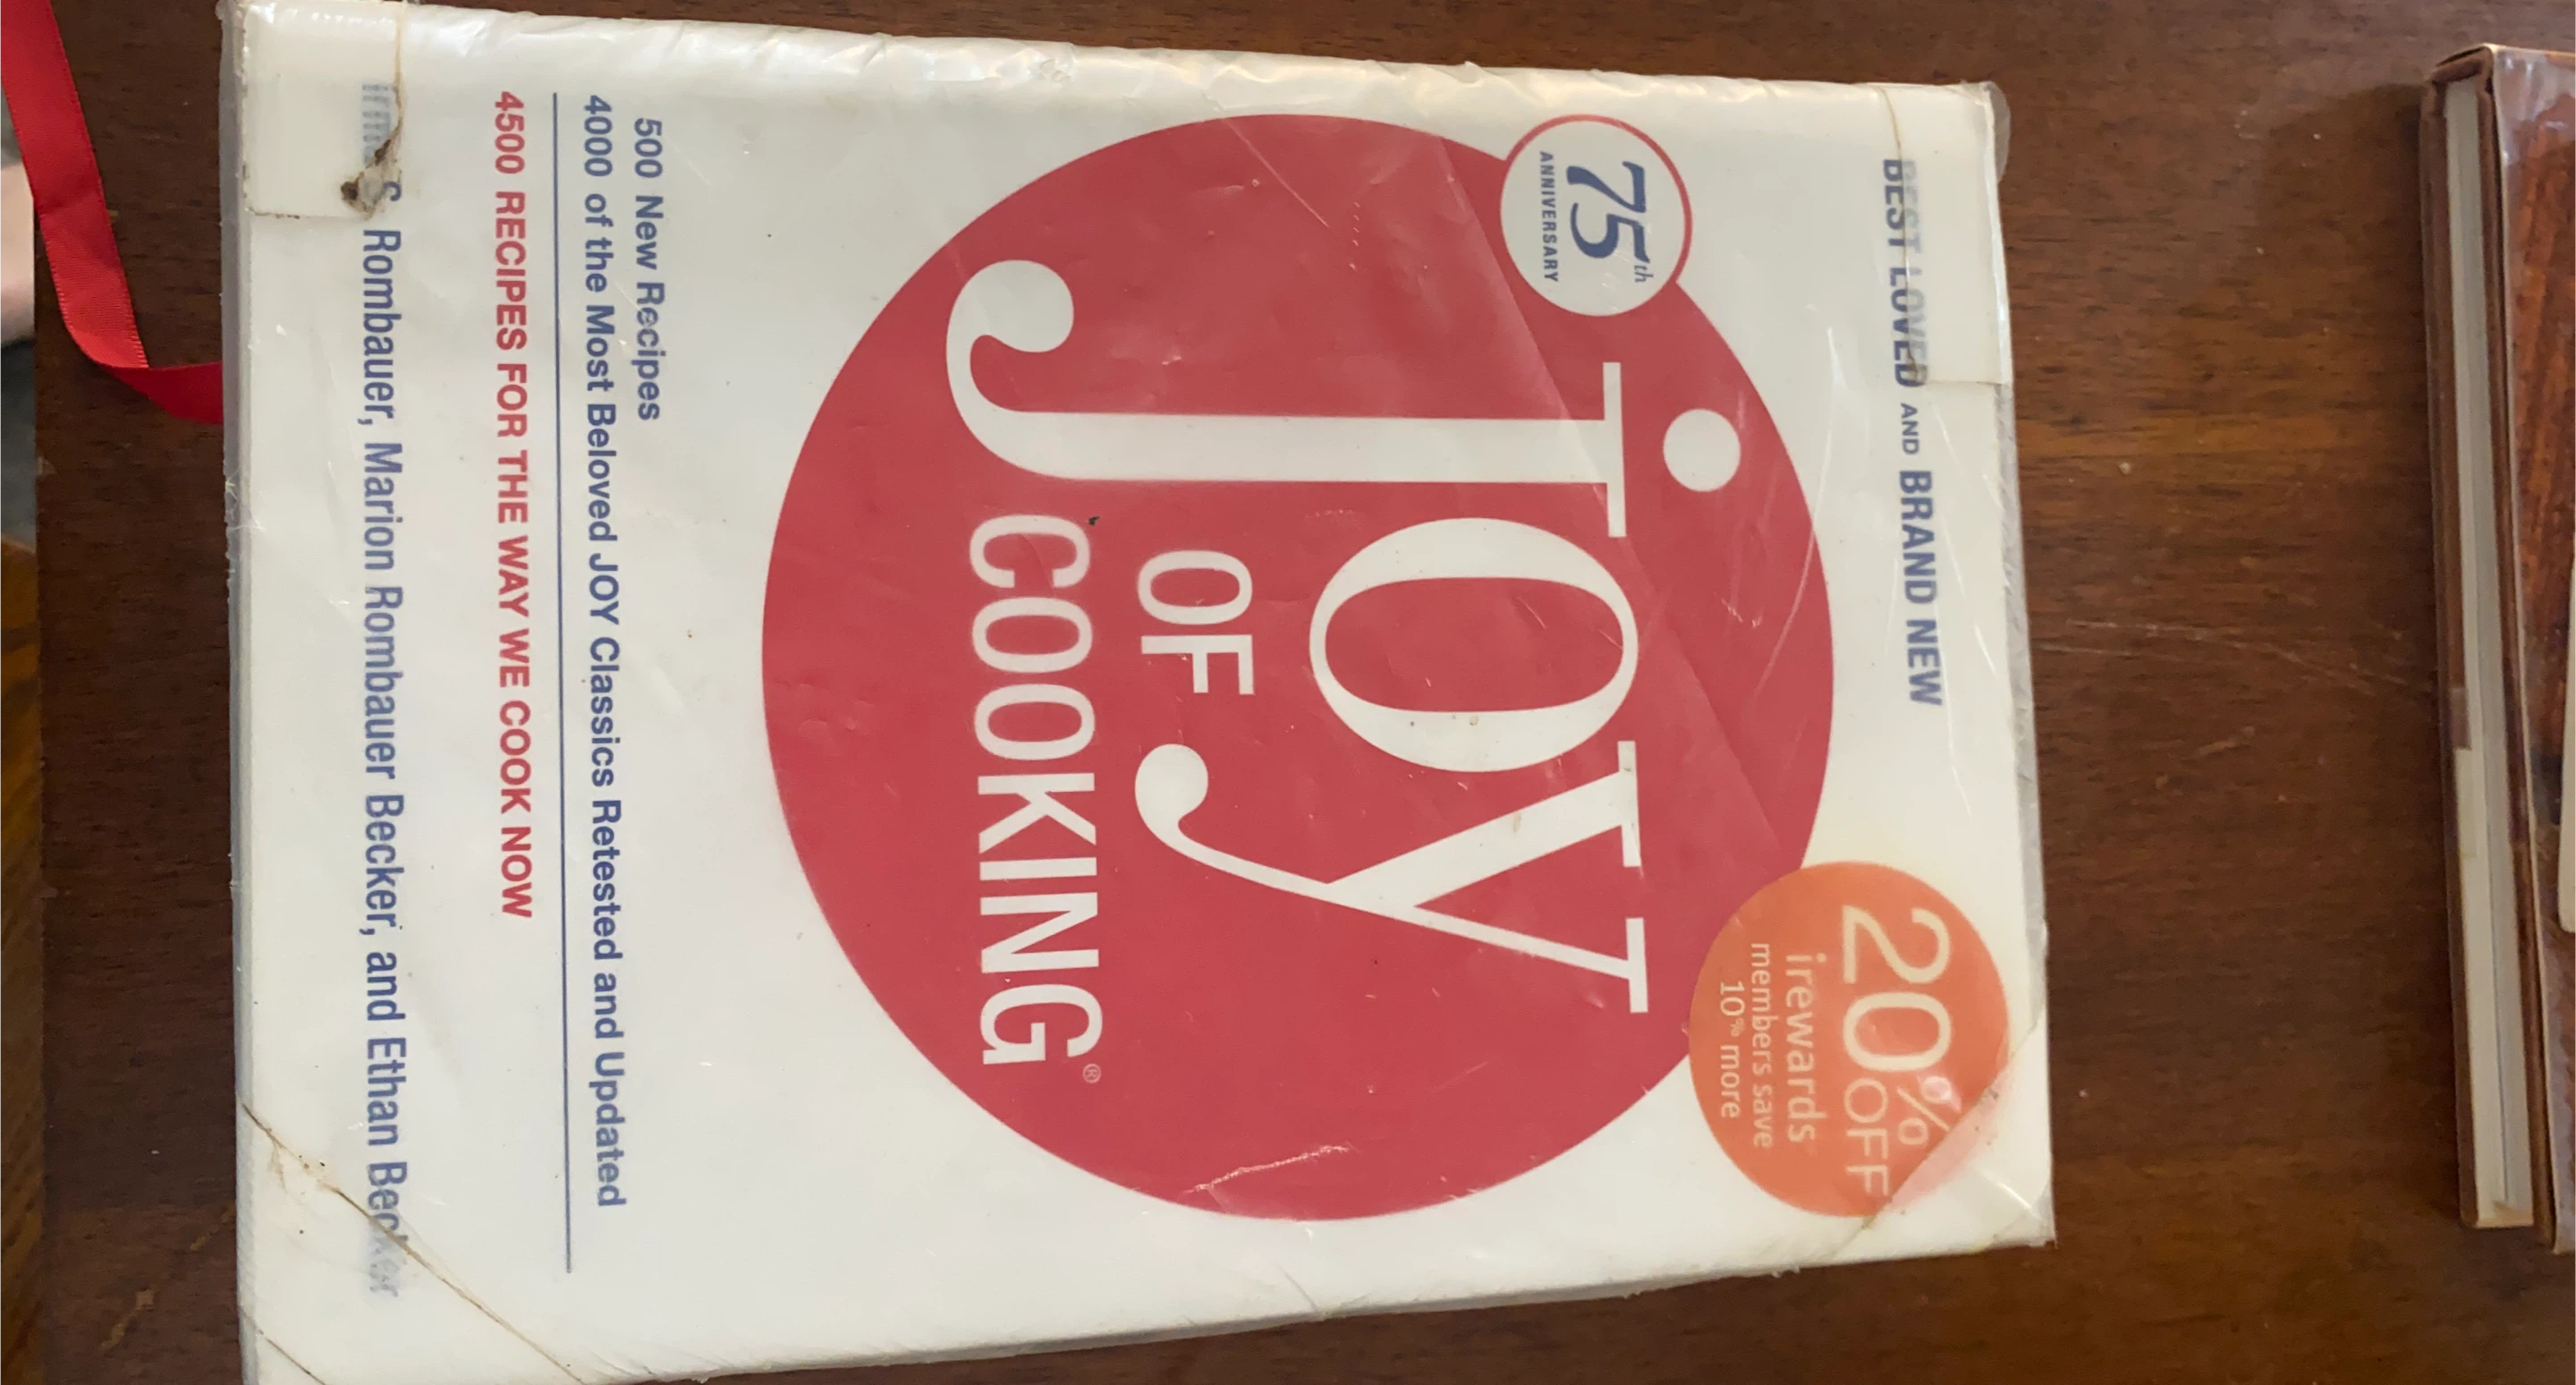 BEST LOVED AND BRAND NEW
20% OFF
irewards
members save
10% more
75th
ANNIVERSARY
JOY
OF
COOKING®
500 New Recipes
4000 of the Most Beloved JOY Classics Retested and Updated
4500 RECIPES FOR THE WAY WE COOK NOW
Irma S. Rombauer, Marion Rombauer Becker, and Ethan Becker